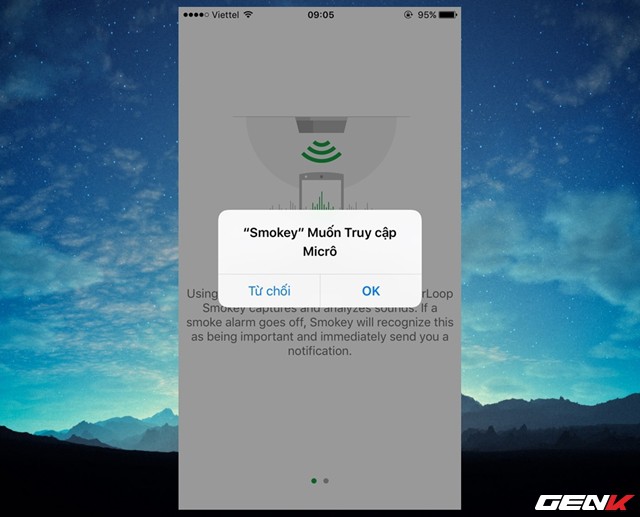 Viettel 09:05 95%
“Smokey” Muốn Truy cập
Micrô
Từ chối OK
Using rLoop
Smokey captures and analyzes sounds. If a
smoke alarm goes off, Smokey will recognize this
as being important and immediately send you a
notification.
GENK